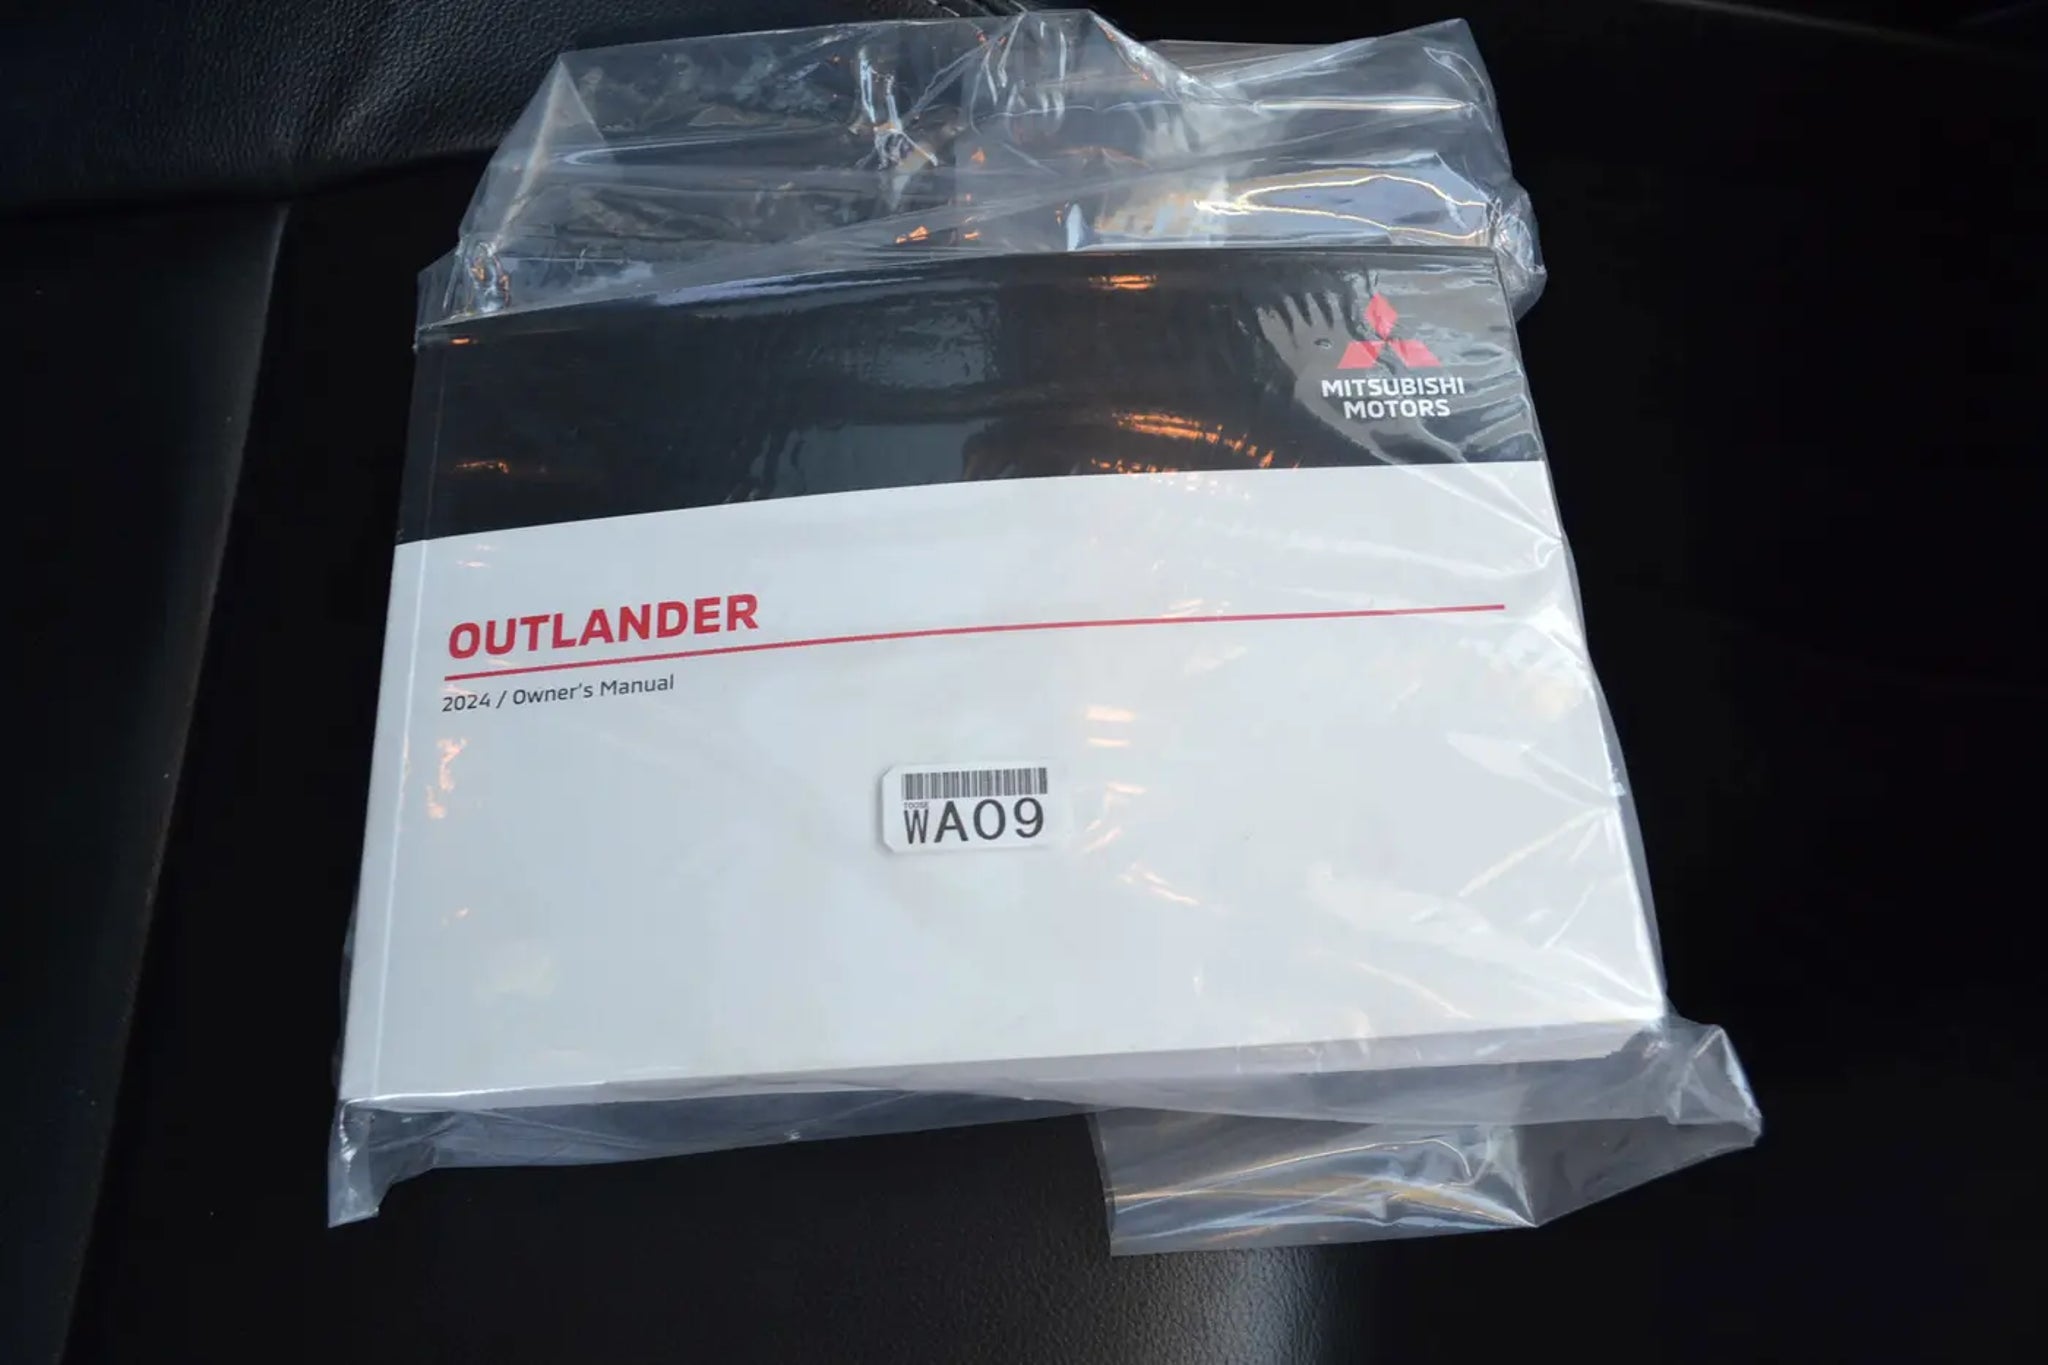 MITSUBISHI
MOTORS
OUTLANDER
2024 / Owner's Manual
WA09